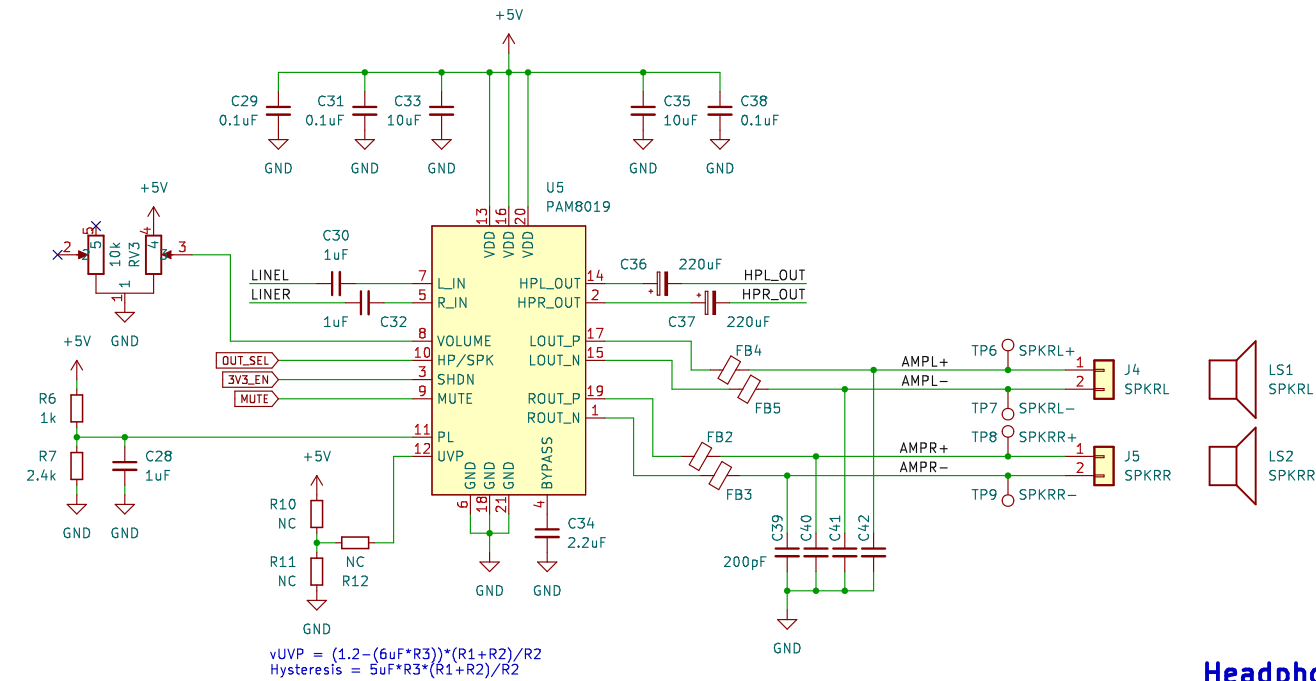 +5V
C29
0.1uF
C31
0.1uF
C33
10uF
C35
10uF
C38
0.1uF
GND
GND
GND
GND
GND
+5V
U5
PAM8019
13
16
20
VDD
VDD
VDD
5
2
5
10k
RV3
4
4
3
1
1
GND
C30
1uF
LINEL
LINER
1uF
C32
7
L_IN
5
R_IN
8
VOLUME
OUT_SEL
10
HP/SPK
3V3_EN
3
SHDN
MUTE
9
MUTE
11
PL
12
UVP
HPL_OUT
14
HPR_OUT
2
LOUT_P
17
LOUT_N
15
ROUT_P
19
ROUT_N
1
GND
GND
GND
BYPASS
6
18
21
4
C36
220uF
HPL_OUT
HPR_OUT
+
+
C37
220uF
FB4
FB5
FB2
FB3
AMPL+
AMPL-
AMPR+
AMPR-
TP6
SPKRL+
TP7
SPKRL-
TP8
SPKRR+
TP9
SPKRR-
1
2
J4
SPKRL
1
2
J5
SPKRR
LS1
SPKRL
LS2
SPKRR
+5V
R6
1k
R7
2.4k
C28
1uF
GND
GND
+5V
R10
NC
R11
NC
NC
R12
GND
C34
2.2uF
GND
GND
C39
C40
C41
C42
200pF
GND
vUVP = (1.2-(6uF*R3))*(R1+R2)/R2
Hysteresis = 5uF*R3*(R1+R2)/R2
Headpho